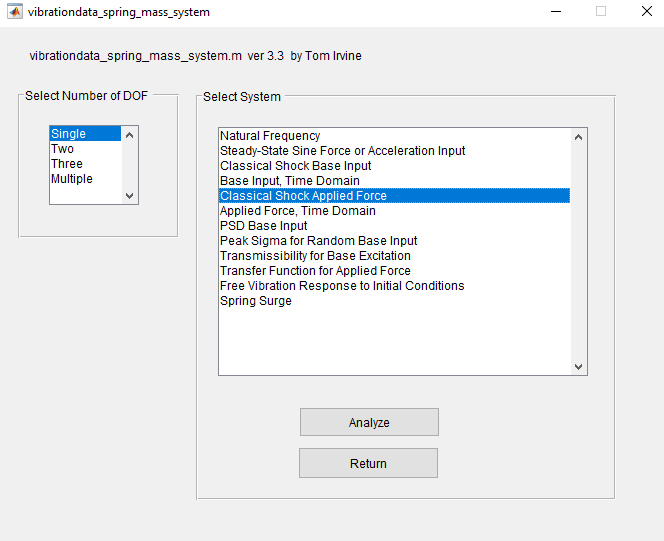 vibrationdata_spring_mass_system
vibrationdata_spring_mass_system.m ver 3.3 by Tom Irvine
Select Number of DOF
Single
Two
Three
Multiple
Select System
Natural Frequency
Steady-State Sine Force or Acceleration Input
Classical Shock Base Input
Base Input, Time Domain
Classical Shock Applied Force
Applied Force, Time Domain
PSD Base Input
Peak Sigma for Random Base Input
Transmissibility for Base Excitation
Transfer Function for Applied Force
Free Vibration Response to Initial Conditions
Spring Surge
Analyze
Return